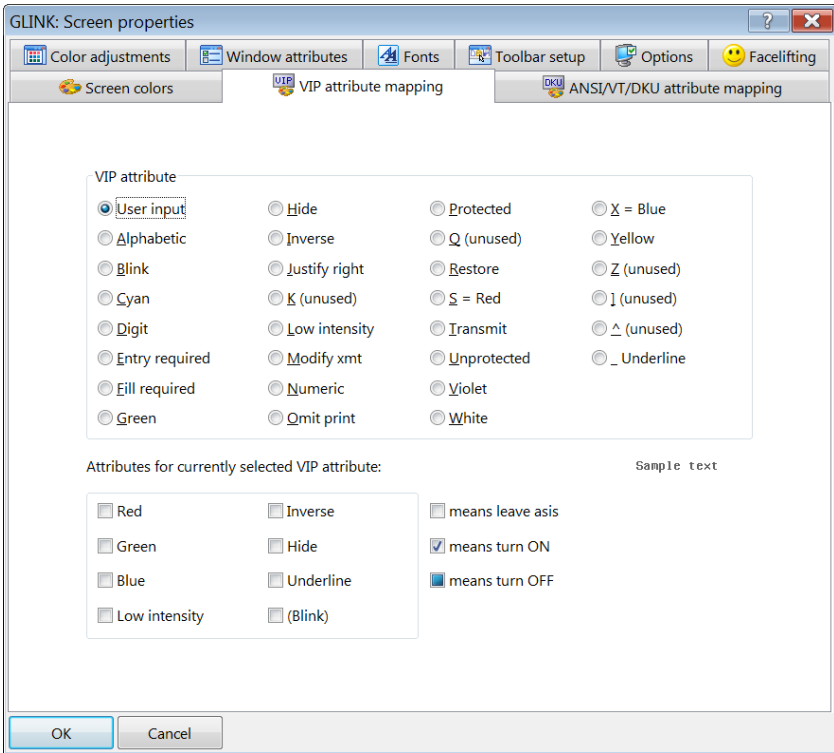 GLINK: Screen properties
?
Color adjustments Window attributes Fonts Toolbar setup Options Facelifting
Screen colors VIP VIP attribute mapping DKU ANSI/VT/DKU attribute mapping
VIP attribute
User input Hide Protected X = Blue
Alphabetic Inverse Q (unused) Yellow
Blink Justify right Restore Z (unused)
Cyan K (unused) S = Red ] (unused)
Digit Low intensity Transmit ^ (unused)
Entry required Modify xmt Unprotected _ Underline
Fill required Numeric Violet
Green Omit print White
Attributes for currently selected VIP attribute: Sample text
Red Inverse means leave asis
Green Hide means turn ON
Blue Underline means turn OFF
Low intensity (Blink)
OK Cancel